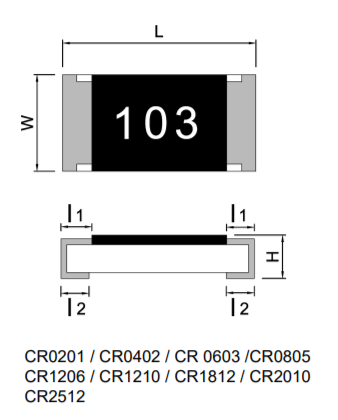 L
W
103
l1 l1
H
l2 l2
CR0201 / CR0402 / CR 0603 /CR0805
CR1206 / CR1210 / CR1812 / CR2010
CR2512